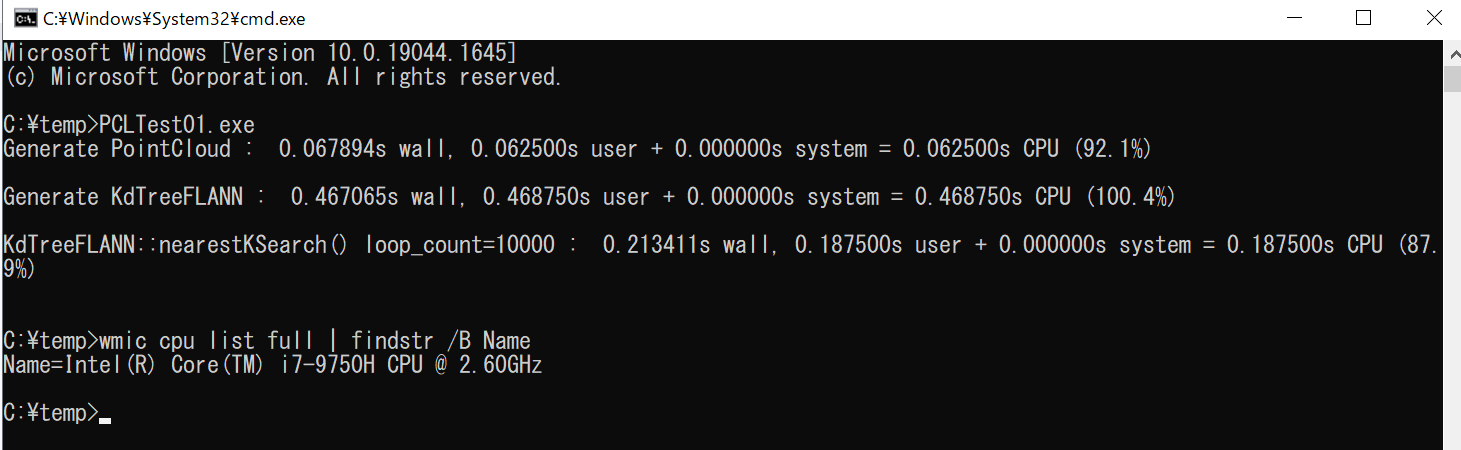 C:¥Windows¥System32¥cmd.exe
Microsoft Windows [Version 10.0.19044.1645]
(c) Microsoft Corporation. All rights reserved.
C:¥temp>PCLTest01.exe
Generate PointCloud :  0.067894s wall, 0.062500s user + 0.000000s system = 0.062500s CPU (92.1%)
Generate KdTreeFLANN :  0.467065s wall, 0.468750s user + 0.000000s system = 0.468750s CPU (100.4%)
KdTreeFLANN::nearestKSearch() loop_count=10000 :  0.213411s wall, 0.187500s user + 0.000000s system = 0.187500s CPU (87.
9%)
C:¥temp>wmic cpu list full | findstr /B Name
Name=Intel(R) Core(TM) i7-9750H CPU @ 2.60GHz
C:¥temp>